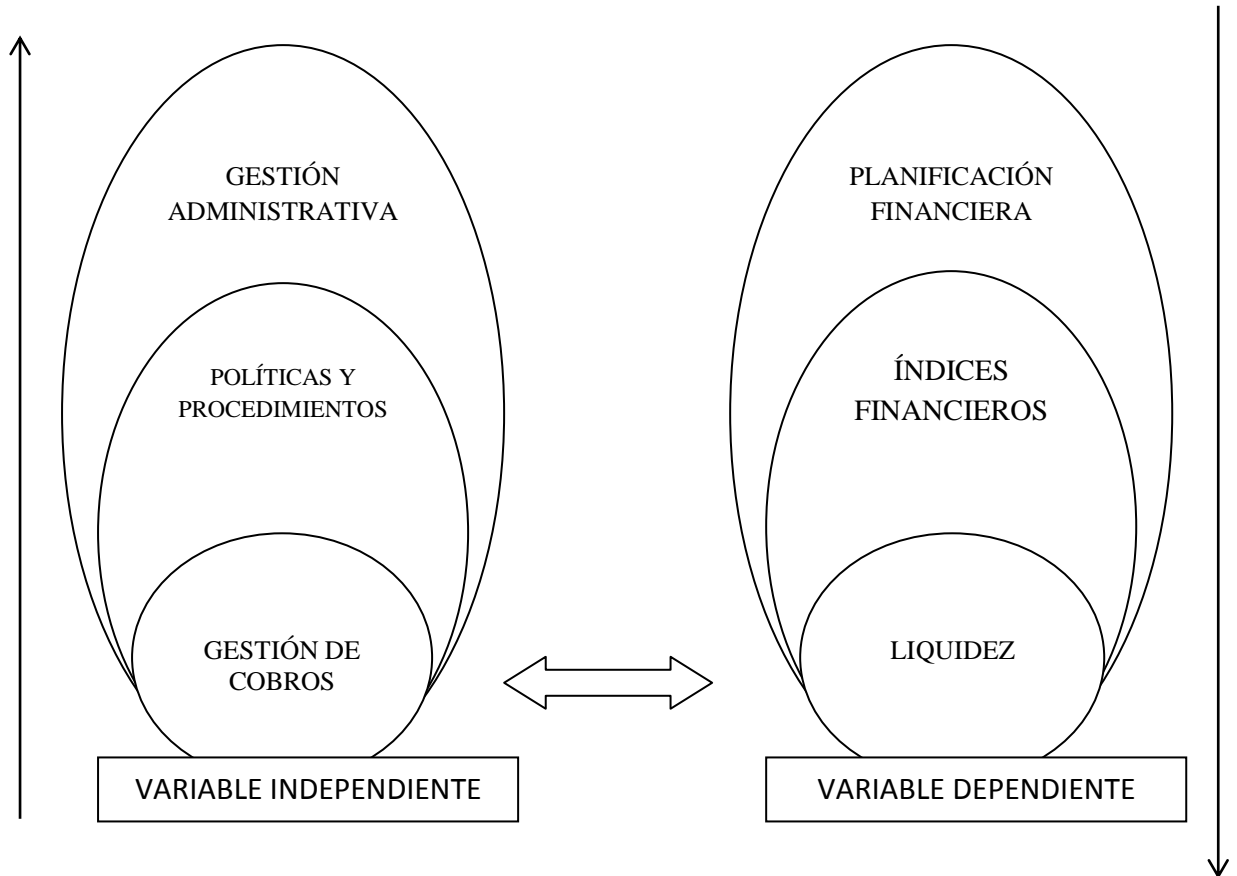 GESTIÓN
ADMINISTRATIVA
POLÍTICAS Y
PROCEDIMIENTOS
GESTIÓN DE
COBROS
VARIABLE INDEPENDIENTE
PLANIFICACIÓN
FINANCIERA
ÍNDICES
FINANCIEROS
LIQUIDEZ
VARIABLE DEPENDIENTE